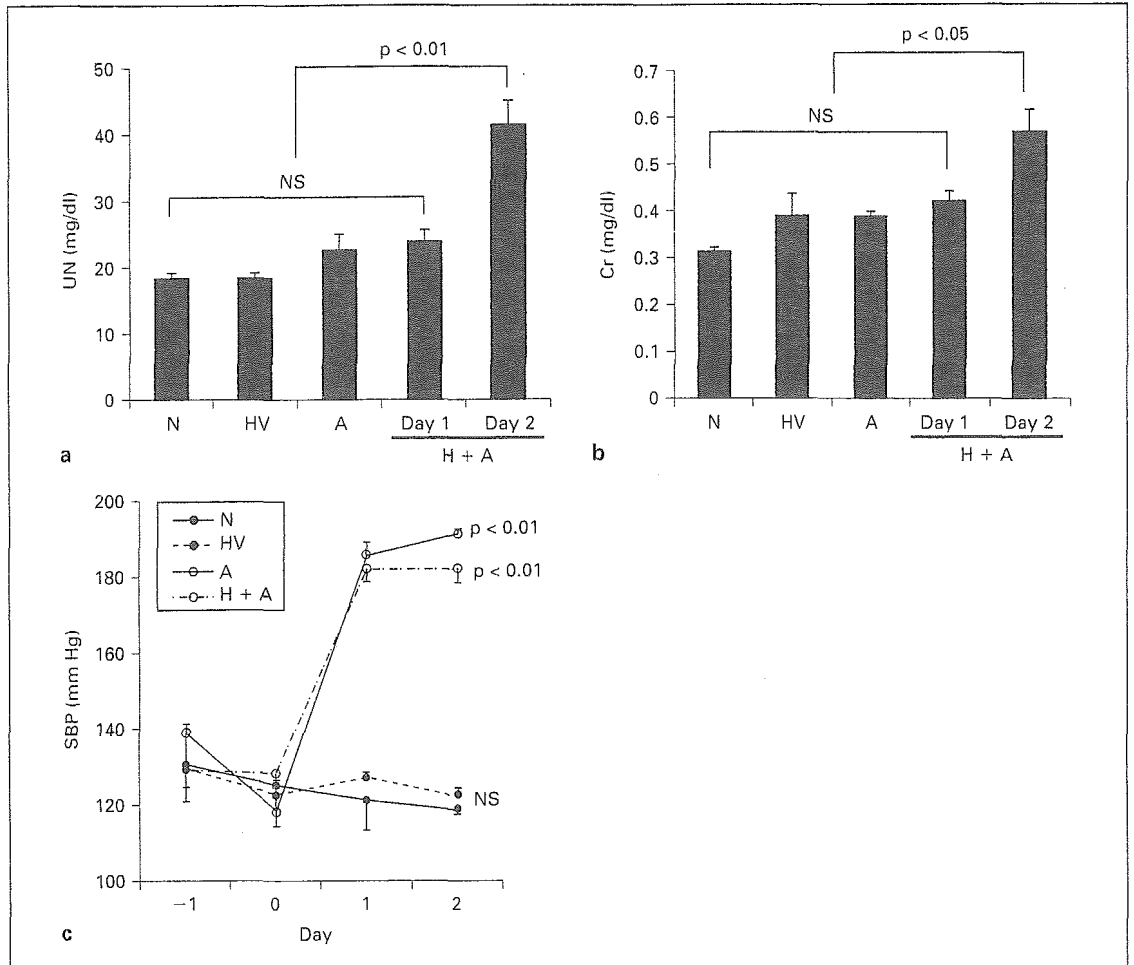 p < 0.01
50
40
30
20
10
0
UN (mg/dl)
NS
N
HV
A
Day 1
Day 2
H + A
a
p < 0.05
0.7
0.6
0.5
0.4
0.3
0.2
0.1
0
Cr (mg/dl)
NS
N
HV
A
Day 1
Day 2
H + A
b
200
180
160
140
120
100
SBP (mm Hg)
N
HV
A
H + A
p < 0.01
p < 0.01
NS
−1
0
1
2
Day
c